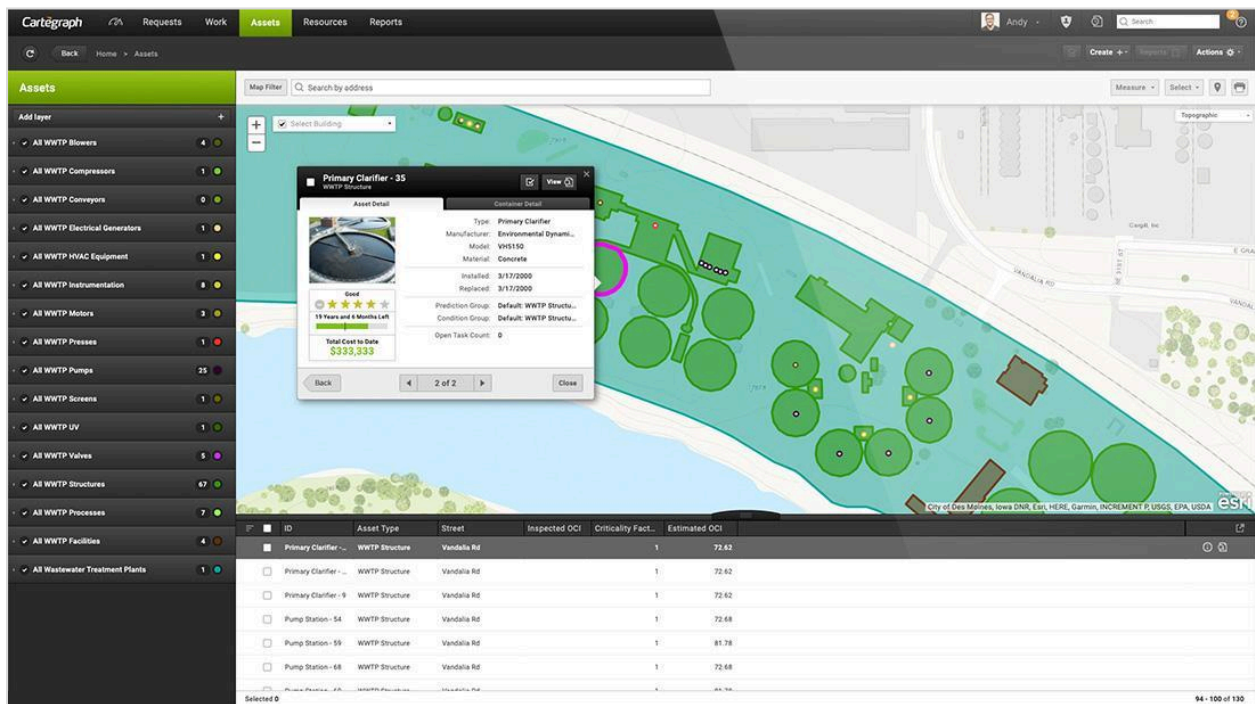 Cartēgraph Requests Work Assets Resources Reports Andy Search 2
Back Home > Assets Create + Reports Actions
Assets
Map Filter Search by address Measure Select
Add layer +
Select Building
Topographic
All WWTP Blowers 4
All WWTP Compressors 1
All WWTP Conveyors 0
All WWTP Electrical Generators 1
All WWTP HVAC Equipment 1
All WWTP Instrumentation 8
All WWTP Motors 3
All WWTP Presses 1
All WWTP Pumps 25
All WWTP Screens 1
All WWTP UV 1
All WWTP Valves 5
All WWTP Structures 67
All WWTP Processes 7
All WWTP Facilities 4
All Wastewater Treatment Plants 1
Primary Clarifier - 35 View
WWTP Structure
Asset Detail Container Detail
Type: Primary Clarifier
Manufacturer: Environmental Dynami...
Model: VHS150
Material: Concrete
Installed: 3/17/2000
Replaced: 3/17/2000
Prediction Group: Default: WWTP Structu...
Condition Group: Default: WWTP Structu...
Open Task Count: 0
Good
19 Years and 6 Months Left
Total Cost to Date
$333,333
Back 2 of 2 Close
Cargill Inc
SE 31ST ST
E GRA
VANDALIA RD
VANDA
City of Des Moines, Iowa DNR, Esri, HERE, Garmin, INCREMENT P, USGS, EPA, USDA
esri
ID Asset Type Street Inspected OCI Criticality Fact... Estimated OCI
Primary Clarifier -... WWTP Structure Vandalia Rd 1 72.62
Primary Clarifier - ... WWTP Structure Vandalia Rd 1 72.62
Primary Clarifier - 9 WWTP Structure Vandalia Rd 1 72.62
Pump Station - 54 WWTP Structure Vandalia Rd 1 72.68
Pump Station - 59 WWTP Structure Vandalia Rd 1 81.78
Pump Station - 68 WWTP Structure Vandalia Rd 1 72.68
Selected 0 94 - 100 of 130